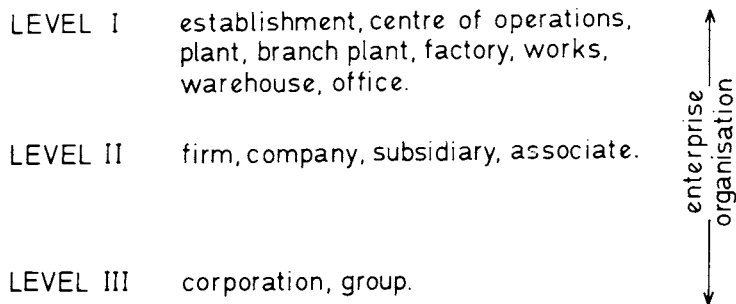 LEVEL I establishment, centre of operations,
plant, branch plant, factory, works,
warehouse, office.
LEVEL II firm, company, subsidiary, associate.
LEVEL III corporation, group.
enterprise
organisation